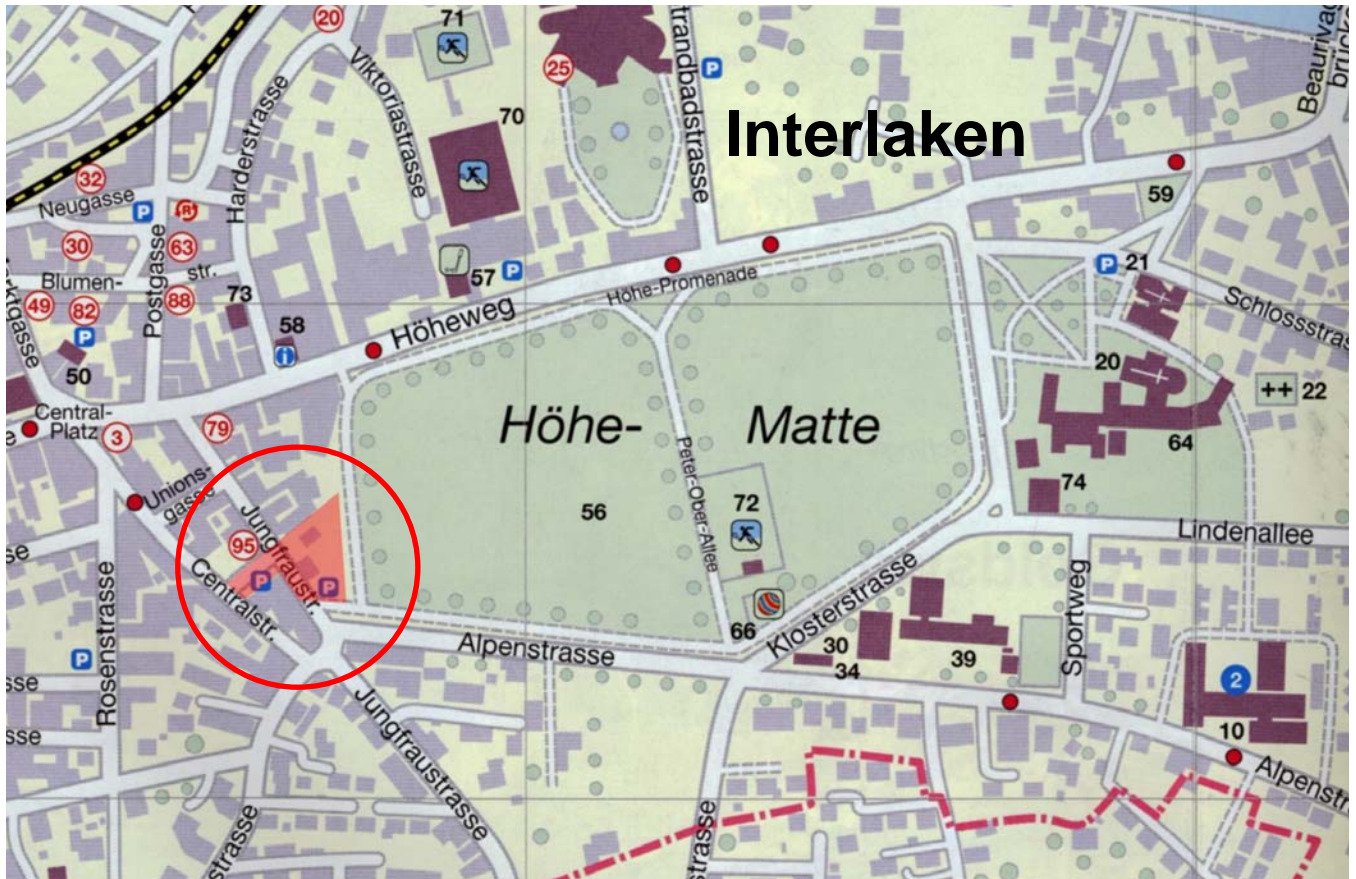 71
20
25
P
Viktoriastrasse
Harderstrasse
70
Strandbadstrasse
Interlaken
32
Neugasse
P
R
30
63
Blumen-
str.
49
82
88
73
P
50
Postgasse
58
i
57
P
Höheweg
Höhe-Promenade
59
P
21
20
++
22
64
74
Central-
Platz
3
79
Unions-
gasse
95
P
P
Jungfraustr.
Centralstr.
Höhe-
Matte
56
Peter-Ober-Allee
72
66
Klosterstrasse
30
34
39
Lindenallee
Sportweg
P
Rosenstrasse
Alpenstrasse
Jungfraustrasse
2
10